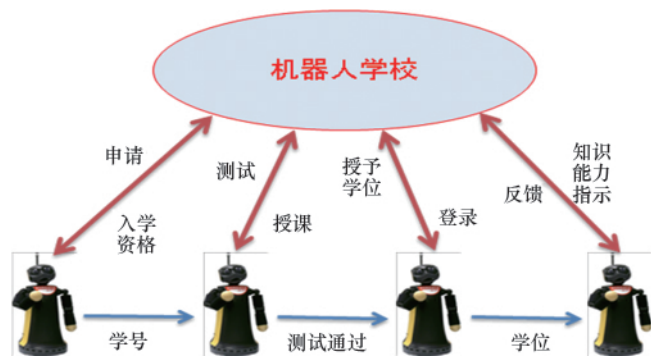 机器人学校
申请
入学
资格
测试
授课
授予
学位
登录
反馈
知识
能力
指示
学号
测试通过
学位